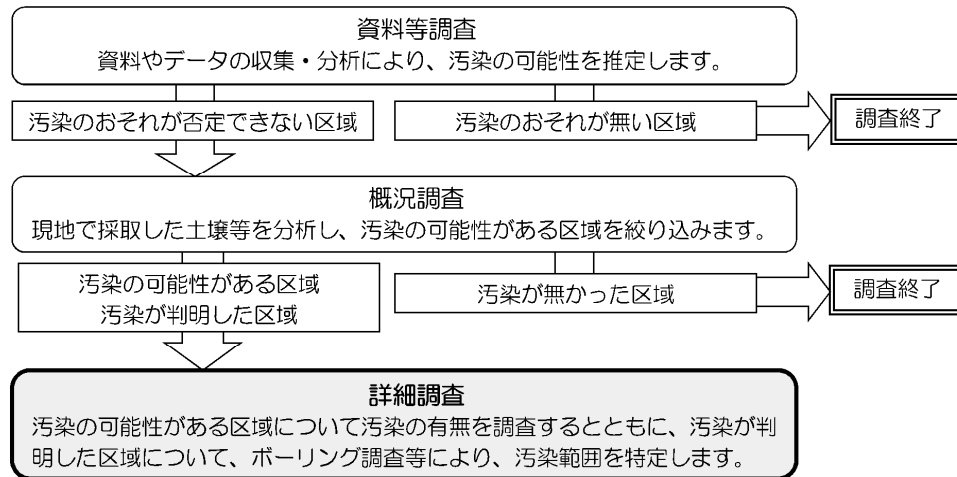 資料等調査
資料やデータの収集・分析により、汚染の可能性を推定します。
汚染のおそれが否定できない区域
汚染のおそれが無い区域
調査終了
概況調査
現地で採取した土壌等を分析し、汚染の可能性がある区域を絞り込みます。
汚染の可能性がある区域
汚染が判明した区域
汚染が無かった区域
調査終了
詳細調査
汚染の可能性がある区域について汚染の有無を調査するとともに、汚染が判
明した区域について、ボーリング調査等により、汚染範囲を特定します。